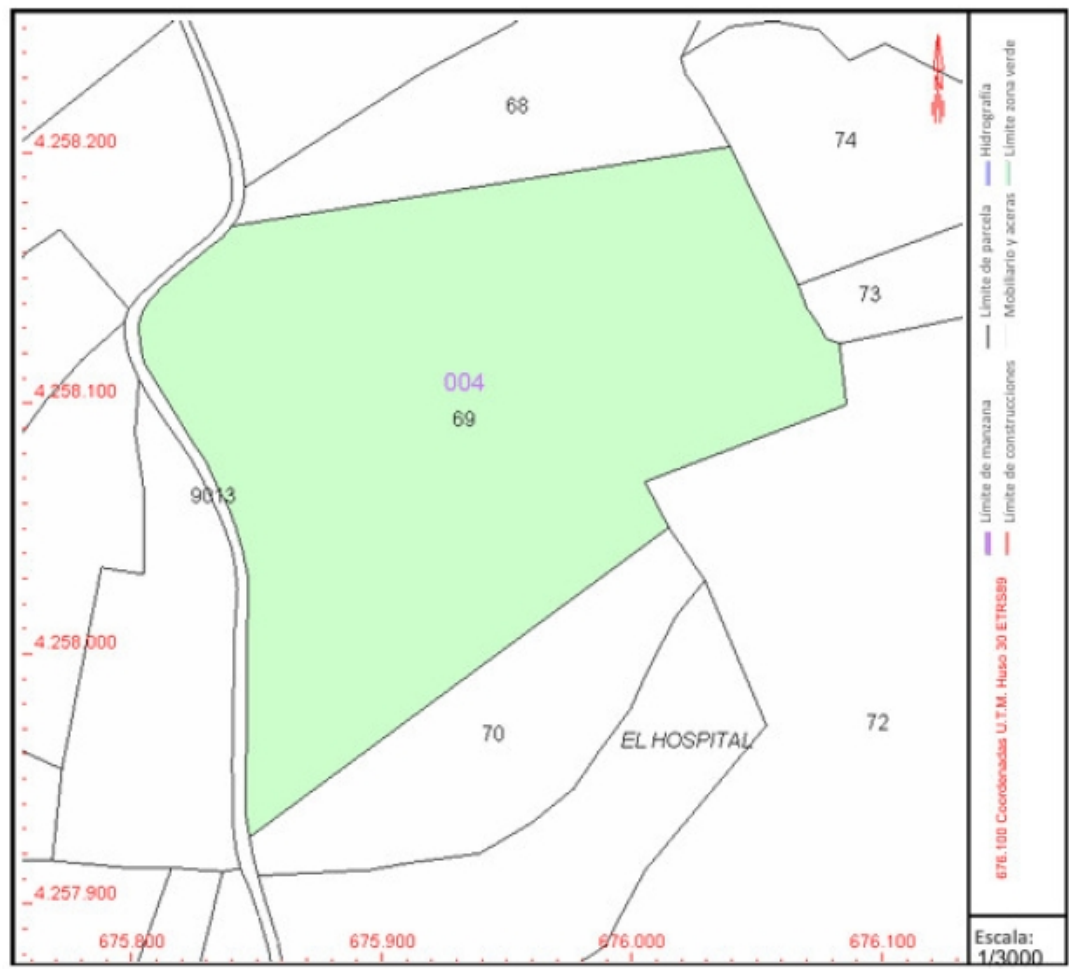 68
74
4.258.200
73
4.258.100
004
69
9013
4.258.000
70
EL HOSPITAL
72
4.257.900
675.800
675.900
676.000
676.100
Hidrografía
Límite zona verde
Límite de parcela
Mobiliario y aceras
Límite de manzana
Límite de construcciones
676.100 Coordenadas U.T.M. Huso 30 ETRS89
Escala:
1/3000